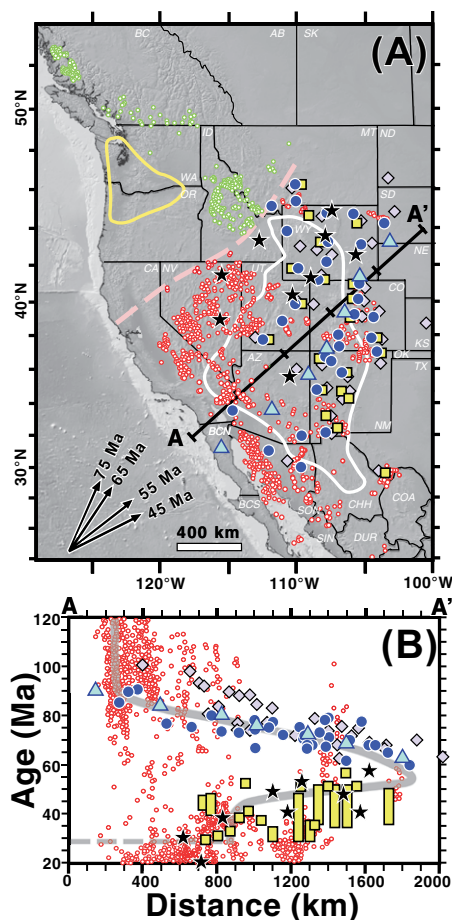 (A)
BC
AB
SK
50°N
ID
MT
ND
WA
OR
SD
WY
A'
NE
CA
NV
UT
CO
40°N
KS
AZ
OK
TX
A
BCN
NM
75 Ma
65 Ma
55 Ma
45 Ma
30°N
BCS
SON
CHH
COA
400 km
SIN
DUR
120°W
110°W
100°W
A
A'
(B)
120
100
80
60
40
20
Age (Ma)
0
400
800
1200
1600
2000
Distance (km)